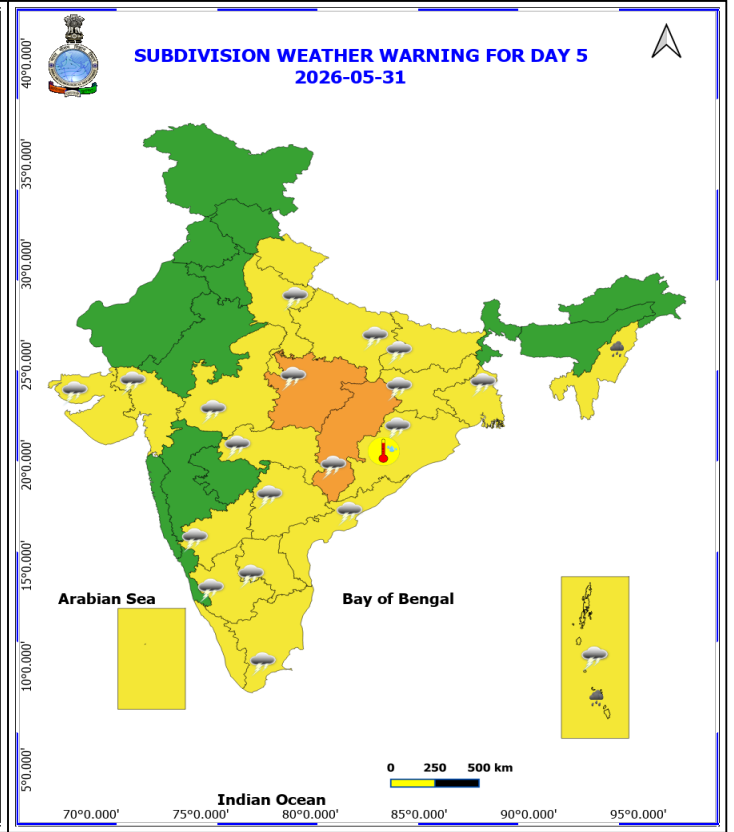 SUBDIVISION WEATHER WARNING FOR DAY 5
2026-05-31
40°0.000'
35°0.000'
30°0.000'
25°0.000'
20°0.000'
15°0.000'
10°0.000'
5°0.000'
Arabian Sea
Bay of Bengal
0 250 500 km
Indian Ocean
70°0.000' 75°0.000' 80°0.000' 85°0.000' 90°0.000' 95°0.000'